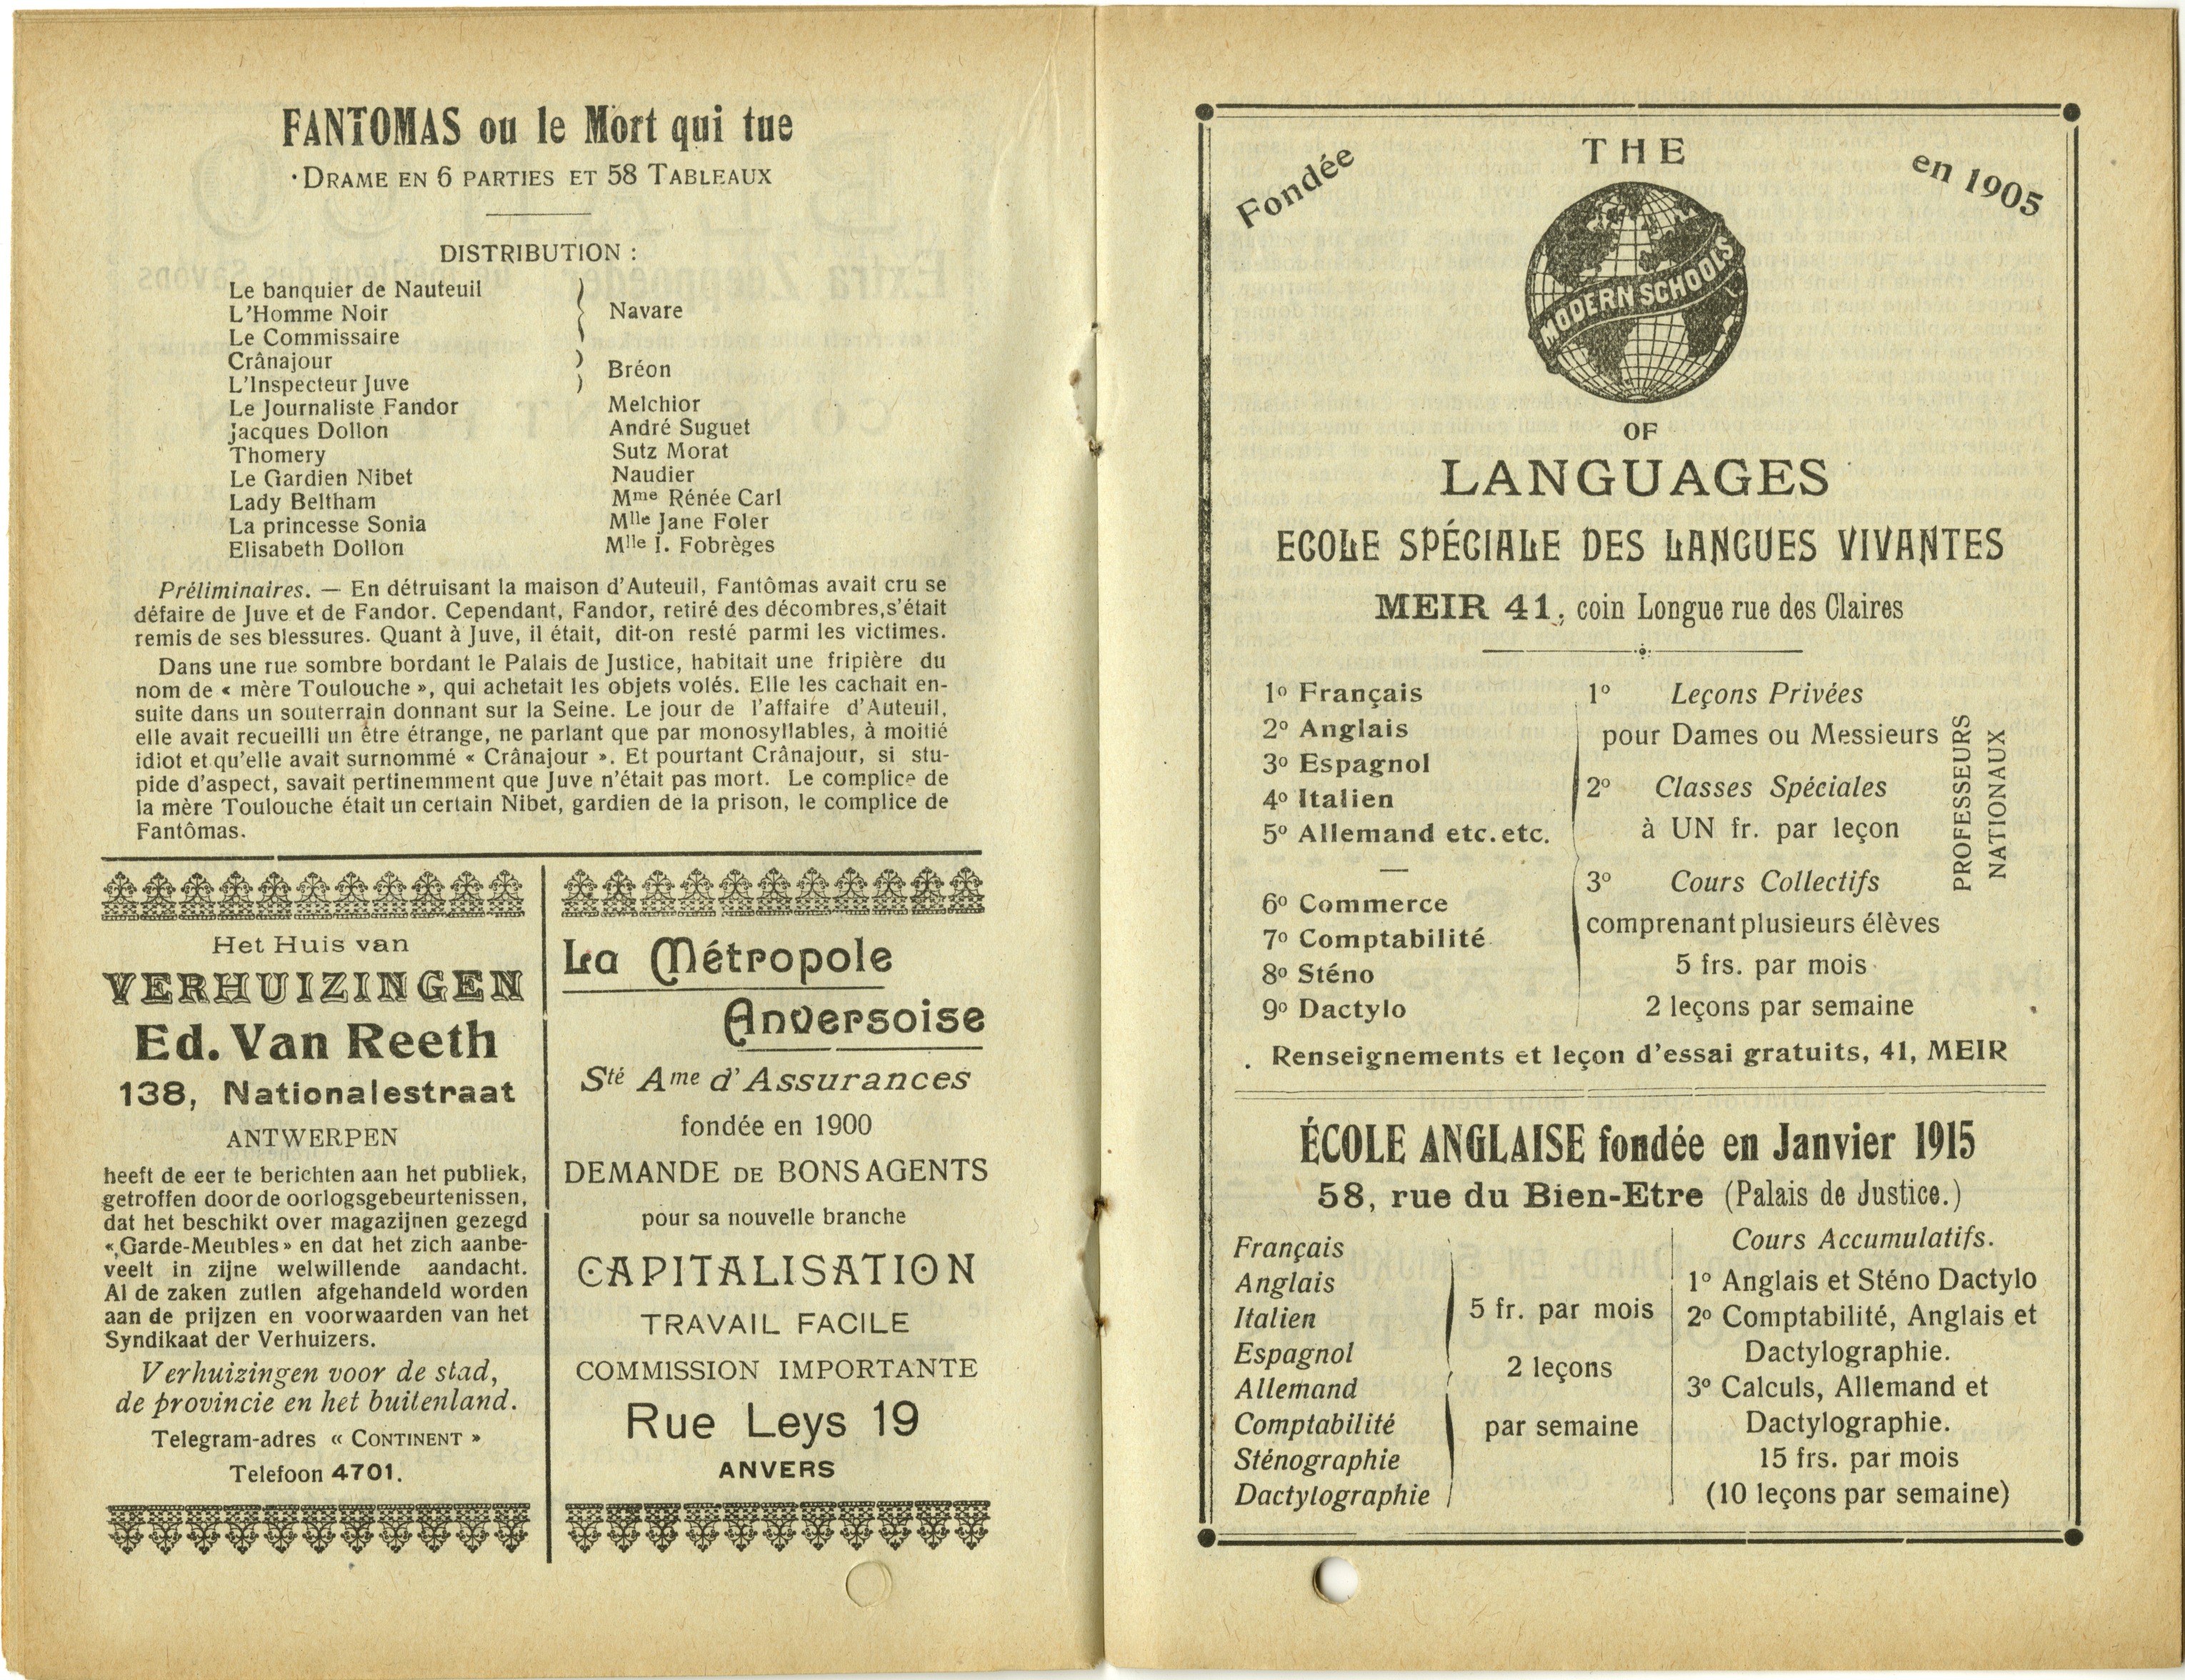 FANTOMAS ou le Mort qui tue
DRAME EN 6 PARTIES ET 58 TABLEAUX
DISTRIBUTION :
Le banquier de Nauteuil
L'Homme Noir
Le Commissaire
Navare
Crânajour
L'Inspecteur Juve
Bréon
Le Journaliste Fandor Melchior
Jacques Dollon André Suguet
Thomery Sutz Morat
Le Gardien Nibet Naudier
Lady Beltham Mme Rénée Carl
La princesse Sonia Mlle Jane Foler
Elisabeth Dollon Mlle I. Fobrèges
Préliminaires. — En détruisant la maison d'Auteuil, Fantômas avait cru se
défaire de Juve et de Fandor. Cependant, Fandor, retiré des décombres, s'était
remis de ses blessures. Quant à Juve, il était, dit-on resté parmi les victimes.
Dans une rue sombre bordant le Palais de Justice, habitait une fripière du
nom de « mère Toulouche », qui achetait les objets volés. Elle les cachait en-
suite dans un souterrain donnant sur la Seine. Le jour de l'affaire d'Auteuil,
elle avait recueilli un être étrange, ne parlant que par monosyllabes, à moitié
idiot et qu'elle avait surnommé « Crânajour ». Et pourtant Crânajour, si stu-
pide d'aspect, savait pertinemment que Juve n'était pas mort. Le complice de
la mère Toulouche était un certain Nibet, gardien de la prison, le complice de
Fantômas.
Het Huis van
VERHUIZINGEN
Ed. Van Reeth
138, Nationalestraat
ANTWERPEN
heeft de eer te berichten aan het publiek,
getroffen door de oorlogsgebeurtenissen,
dat het beschikt over magazijnen gezegd
« Garde-Meubles » en dat het zich aanbe-
veelt in zijne welwillende aandacht.
Al de zaken zullen afgehandeld worden
aan de prijzen en voorwaarden van het
Syndikaat der Verhuizers.
Verhuizingen voor de stad,
de provincie en het buitenland.
Telegram-adres « CONTINENT »
Telefoon 4701.
La Métropole
Anversoise
Sté Ame d'Assurances
fondée en 1900
DEMANDE DE BONS AGENTS
pour sa nouvelle branche
CAPITALISATION
TRAVAIL FACILE
COMMISSION IMPORTANTE
Rue Leys 19
ANVERS
Fondée en 1905
THE
MODERN SCHOOLS
OF
LANGUAGES
ECOLE SPÉCIALE DES LANGUES VIVANTES
MEIR 41, coin Longue rue des Claires
1º Français
2º Anglais
3º Espagnol
4º Italien
5º Allemand etc. etc.
—
6º Commerce
7º Comptabilité
8º Sténo
9º Dactylo
1º Leçons Privées
pour Dames ou Messieurs
2º Classes Spéciales
à UN fr. par leçon
3º Cours Collectifs
comprenant plusieurs élèves
5 frs. par mois
2 leçons par semaine
PROFESSEURS
NATIONAUX
Renseignements et leçon d'essai gratuits, 41, MEIR
ÉCOLE ANGLAISE fondée en Janvier 1915
58, rue du Bien-Etre (Palais de Justice.)
Français
Anglais
Italien
Espagnol
Allemand
Comptabilité
Sténographie
Dactylographie
5 fr. par mois
2 leçons
par semaine
Cours Accumulatifs.
1º Anglais et Sténo Dactylo
2º Comptabilité, Anglais et
Dactylographie.
3º Calculs, Allemand et
Dactylographie.
15 frs. par mois
(10 leçons par semaine)